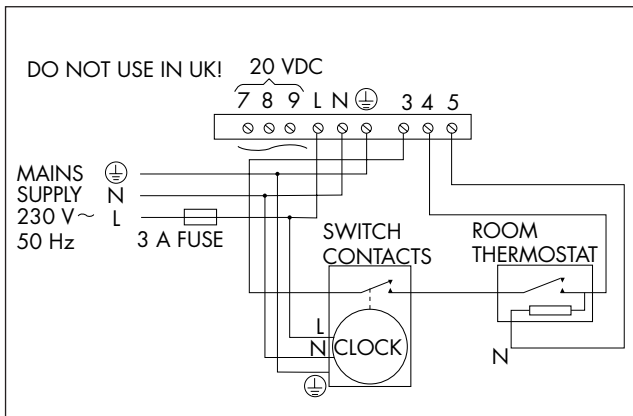 DO NOT USE IN UK! 20 VDC
7 8 9 L N 3 4 5
MAINS
SUPPLY N
230 V~ L
50 Hz
3 A FUSE
SWITCH
CONTACTS
ROOM
THERMOSTAT
L
N CLOCK
N